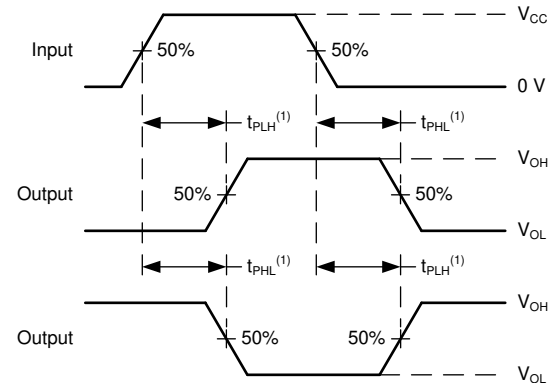 V_CC
Input 50% 50%
0 V
t_PLH(1) t_PHL(1)
V_OH
Output 50% 50%
V_OL
t_PHL(1) t_PLH(1)
V_OH
Output 50% 50%
V_OL